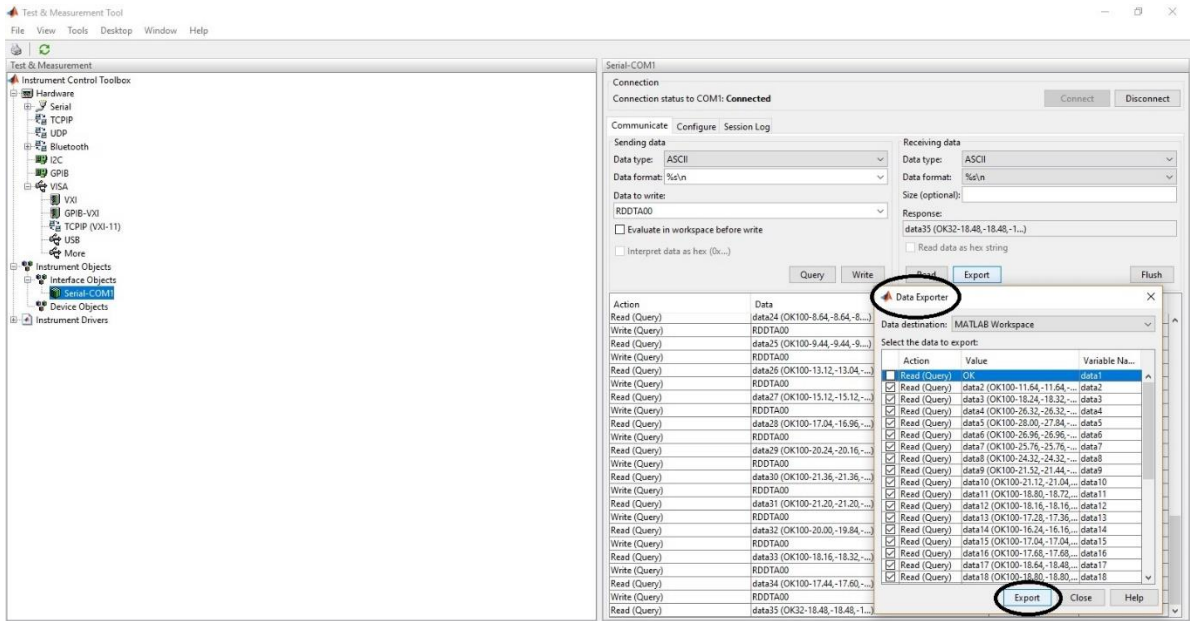 Test & Measurement Tool
File View Tools Desktop Window Help
Test & Measurement
Instrument Control Toolbox
Hardware
Serial
TCPIP
UDP
Bluetooth
I2C
GPIB
VISA
VXI
GPIB-VXI
TCPIP (VXI-11)
USB
More
Instrument Objects
Interface Objects
Serial-COM1
Device Objects
Instrument Drivers
Serial-COM1
Connection
Connection status to COM1: Connected
Connect Disconnect
Communicate Configure Session Log
Sending data
Data type: ASCII
Data format: %s\n
Data to write:
RDDTA00
Evaluate in workspace before write
Interpret data as hex (0x...)
Query Write
Receiving data
Data type: ASCII
Data format: %s\n
Size (optional):
Response:
data35 (OK32-18.48,-18.48,-1...)
Read data as hex string
Read Export Flush
Action Data
Read (Query) data24 (OK100-8.64,-8.64,-8....)
Write (Query) RDDTA00
Read (Query) data25 (OK100-9.44,-9.44,-9....)
Write (Query) RDDTA00
Read (Query) data26 (OK100-13.12,-13.04,-...)
Write (Query) RDDTA00
Read (Query) data27 (OK100-15.12,-15.12,-...)
Write (Query) RDDTA00
Read (Query) data28 (OK100-17.04,-16.96,-...)
Write (Query) RDDTA00
Read (Query) data29 (OK100-20.24,-20.16,-...)
Write (Query) RDDTA00
Read (Query) data30 (OK100-21.36,-21.36,-...)
Write (Query) RDDTA00
Read (Query) data31 (OK100-21.20,-21.20,-...)
Write (Query) RDDTA00
Read (Query) data32 (OK100-20.00,-19.84,-...)
Write (Query) RDDTA00
Read (Query) data33 (OK100-18.16,-18.32,-...)
Write (Query) RDDTA00
Read (Query) data34 (OK100-17.44,-17.60,-...)
Write (Query) RDDTA00
Read (Query) data35 (OK32-18.48,-18.48,-1...)
Data Exporter
Data destination: MATLAB Workspace
Select the data to export:
Action Value Variable Na...
Read (Query) OK data1
Read (Query) data2 (OK100-11.64,-11.64,-... data2
Read (Query) data3 (OK100-18.24,-18.32,-... data3
Read (Query) data4 (OK100-26.32,-26.32,-... data4
Read (Query) data5 (OK100-28.00,-27.84,-... data5
Read (Query) data6 (OK100-26.96,-26.96,-... data6
Read (Query) data7 (OK100-25.76,-25.76,-... data7
Read (Query) data8 (OK100-24.32,-24.32,-... data8
Read (Query) data9 (OK100-21.52,-21.44,-... data9
Read (Query) data10 (OK100-21.12,-21.04,... data10
Read (Query) data11 (OK100-18.80,-18.72,... data11
Read (Query) data12 (OK100-18.16,-18.16,... data12
Read (Query) data13 (OK100-17.28,-17.36,... data13
Read (Query) data14 (OK100-16.24,-16.16,... data14
Read (Query) data15 (OK100-17.04,-17.04,... data15
Read (Query) data16 (OK100-17.68,-17.68,... data16
Read (Query) data17 (OK100-18.64,-18.48,... data17
Read (Query) data18 (OK100-18.80,-18.80,... data18
Export Close Help